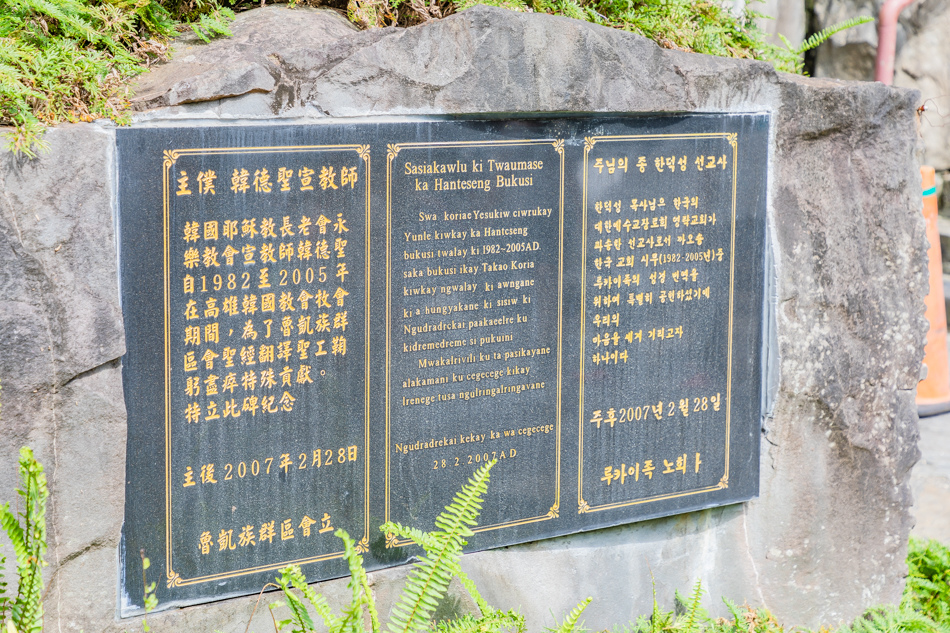 主僕 韓德聖宣教師
韓國耶穌教長老會永
樂教會宣教師韓德聖
自1982至2005年
在高雄韓國教會牧會
期間，為了魯凱族群
區會聖經翻譯聖工鞠
躬盡瘁特殊貢獻。
特立此碑紀念
主後2007年2月28日
魯凱族群區會立
Sasiakawlu ki Twaumase
ka Hanteseng Bukusi
Swa koriae Yesukiw ciwrukay
Yunle kiwkay ka Hantcseng
bukusi twalay ki 1982~2005AD.
saka bukusi ikay Takao Koria
kiwkay ngwalay ki awngane
ki a hungyakane ki sisiw ki
Ngudradrekai paakaeelre ku
kidremedreme si pukuini
Mwakalrivili ku ta pasikayane
alakamani ku cegecege kikay
lrenege tusa ngulringalringavane
Ngudradrekai kekay ka wa cegecege
28 2 2007AD
주님의 종 한덕성 선교사
한덕성 목사님은 한국의
대한예수교장로회 영락교회가
파송한 선교사로서 까오슝
한국 교회 시무(1982-2005년)중
루카이족의 성경 번역을
위하여 특별히 공헌하셨기에
우리의
마음을 새겨 기리고자
하나이다
주후2007년 2월 28일
루카이족 노회